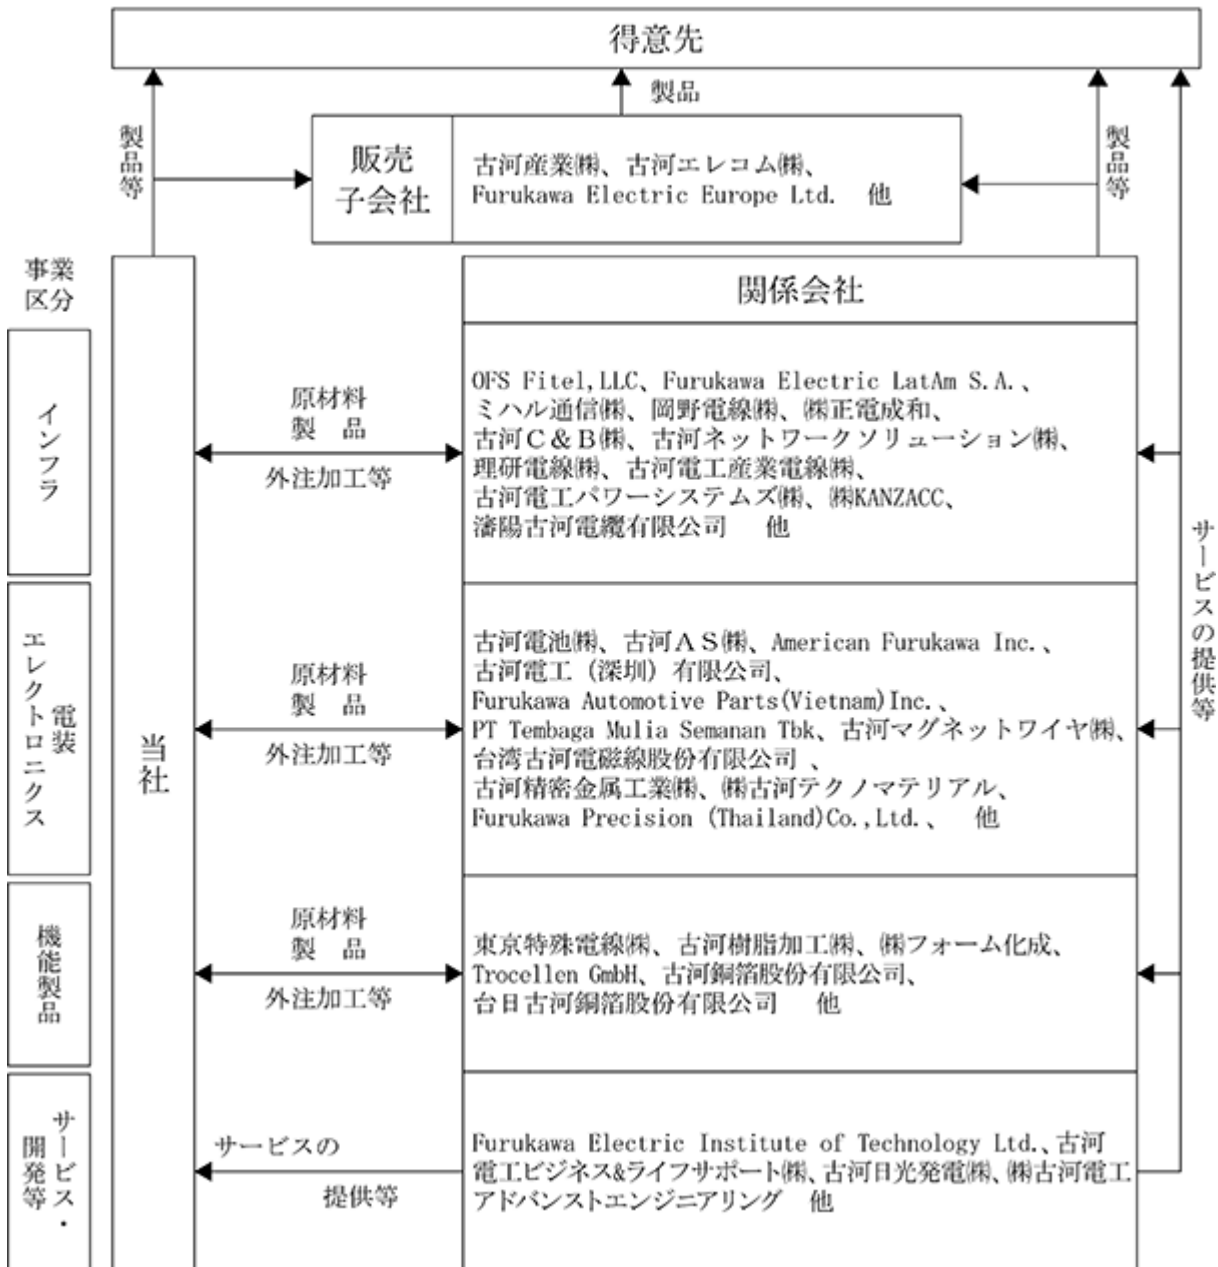 得意先
製品
製品等
製品等
販売
子会社
古河産業㈱、古河エレコム㈱、
Furukawa Electric Europe Ltd. 他
事業
区分
当社
関係会社
インフラ
原材料
製 品
外注加工等
OFS Fitel,LLC、Furukawa Electric LatAm S.A.、
ミハル通信㈱、岡野電線㈱、㈱正電成和、
古河C&B㈱、古河ネットワークソリューション㈱、
理研電線㈱、古河電工産業電線㈱、
古河電工パワーシステムズ㈱、㈱KANZACC、
瀋陽古河電纜有限公司 他
サービスの提供等
電装
エレクトロニクス
原材料
製 品
外注加工等
古河電池㈱、古河AS㈱、American Furukawa Inc.、
古河電工(深圳)有限公司、
Furukawa Automotive Parts(Vietnam)Inc.、
PT Tembaga Mulia Semanan Tbk、古河マグネットワイヤ㈱、
台湾古河電磁線股份有限公司 、
古河精密金属工業㈱、㈱古河テクノマテリアル、
Furukawa Precision (Thailand)Co.,Ltd.、 他
機能製品
原材料
製 品
外注加工等
東京特殊電線㈱、古河樹脂加工㈱、㈱フォーム化成、
Trocellen GmbH、古河銅箔股份有限公司、
台日古河銅箔股份有限公司 他
サービス・
開発等
サービスの
提供等
Furukawa Electric Institute of Technology Ltd.、古河
電工ビジネス&ライフサポート㈱、古河日光発電㈱、㈱古河電工
アドバンストエンジニアリング 他